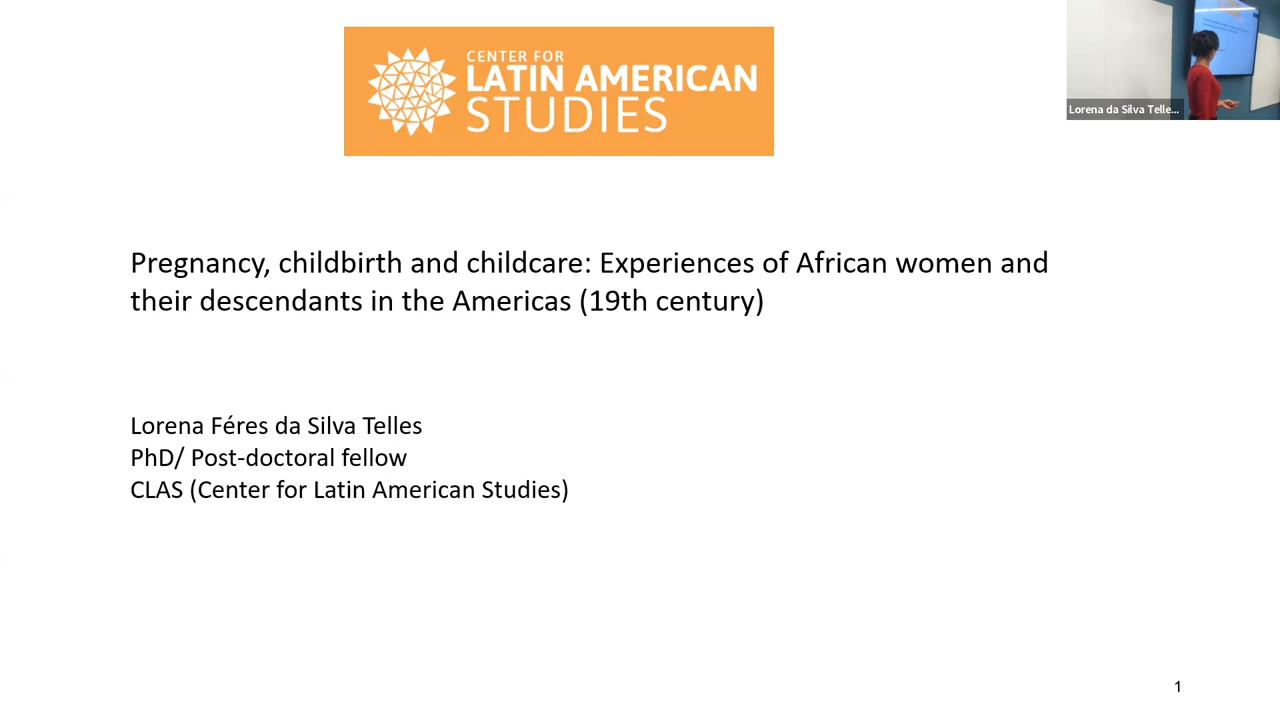 CENTER FOR
LATIN AMERICAN
STUDIES
Lorena da Silva Telle...
Pregnancy, childbirth and childcare: Experiences of African women and
their descendants in the Americas (19th century)
Lorena Féres da Silva Telles
PhD/ Post-doctoral fellow
CLAS (Center for Latin American Studies)
1